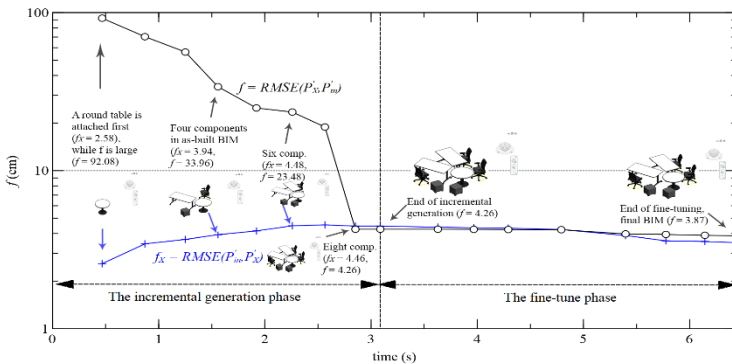 100
10
1
f (cm)
f = RMSE(P'x,P'm)
A round table is
attached first
(fx = 2.58),
while f is large
(f = 92.08)
Four components
in as-built BIM
(fx = 3.94,
f−33.96)
Six comp.
(fx = 4.48,
f = 23.48)
End of incremental
generation (f = 4.26)
End of fine-tuning,
final BIM (f = 3.87)
fx − RMSE(P'm,P'x)
Eight comp.
(fx−4.46,
f = 4.26)
The incremental generation phase
The fine-tune phase
0
1
2
3
4
5
6
time (s)